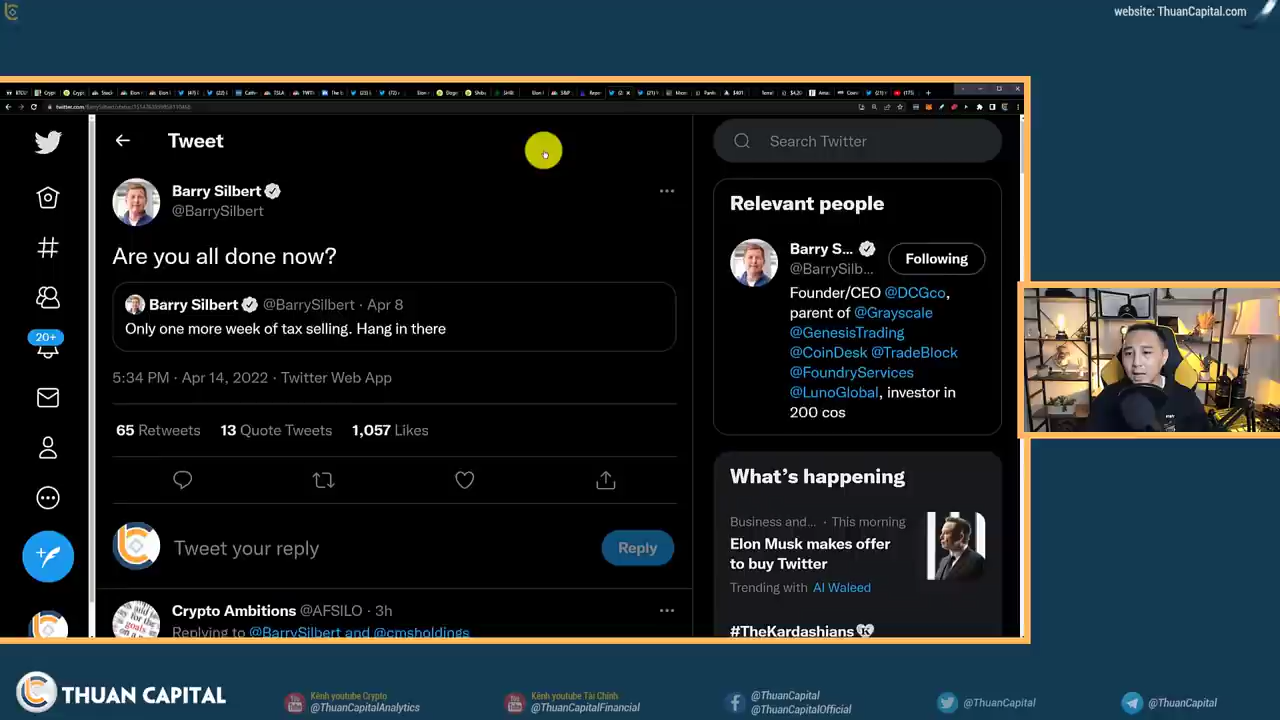 website: ThuanCapital.com
Tweet
Search Twitter
Barry Silbert
@BarrySilbert
Are you all done now?
Barry Silbert @BarrySilbert · Apr 8
Only one more week of tax selling. Hang in there
5:34 PM · Apr 14, 2022 · Twitter Web App
65 Retweets 13 Quote Tweets 1,057 Likes
Tweet your reply
Reply
Crypto Ambitions @AFSILO · 3h
Replying to @BarrySilbert and @cmsholdings
20+
Relevant people
Barry S...
@BarrySilb...
Following
Founder/CEO @DCGco,
parent of @Grayscale
@GenesisTrading
@CoinDesk @TradeBlock
@FoundryServices
@LunoGlobal, investor in
200 cos
What's happening
Business and... · This morning
Elon Musk makes offer
to buy Twitter
Trending with Al Waleed
#TheKardashians
THUAN CAPITAL
Kênh youtube Crypto
@ThuanCapitalAnalytics
Kênh youtube Tài Chính
@ThuanCapitalFinancial
@ThuanCapital
@ThuanCapitalOfficial
@ThuanCapital
@ThuanCapital